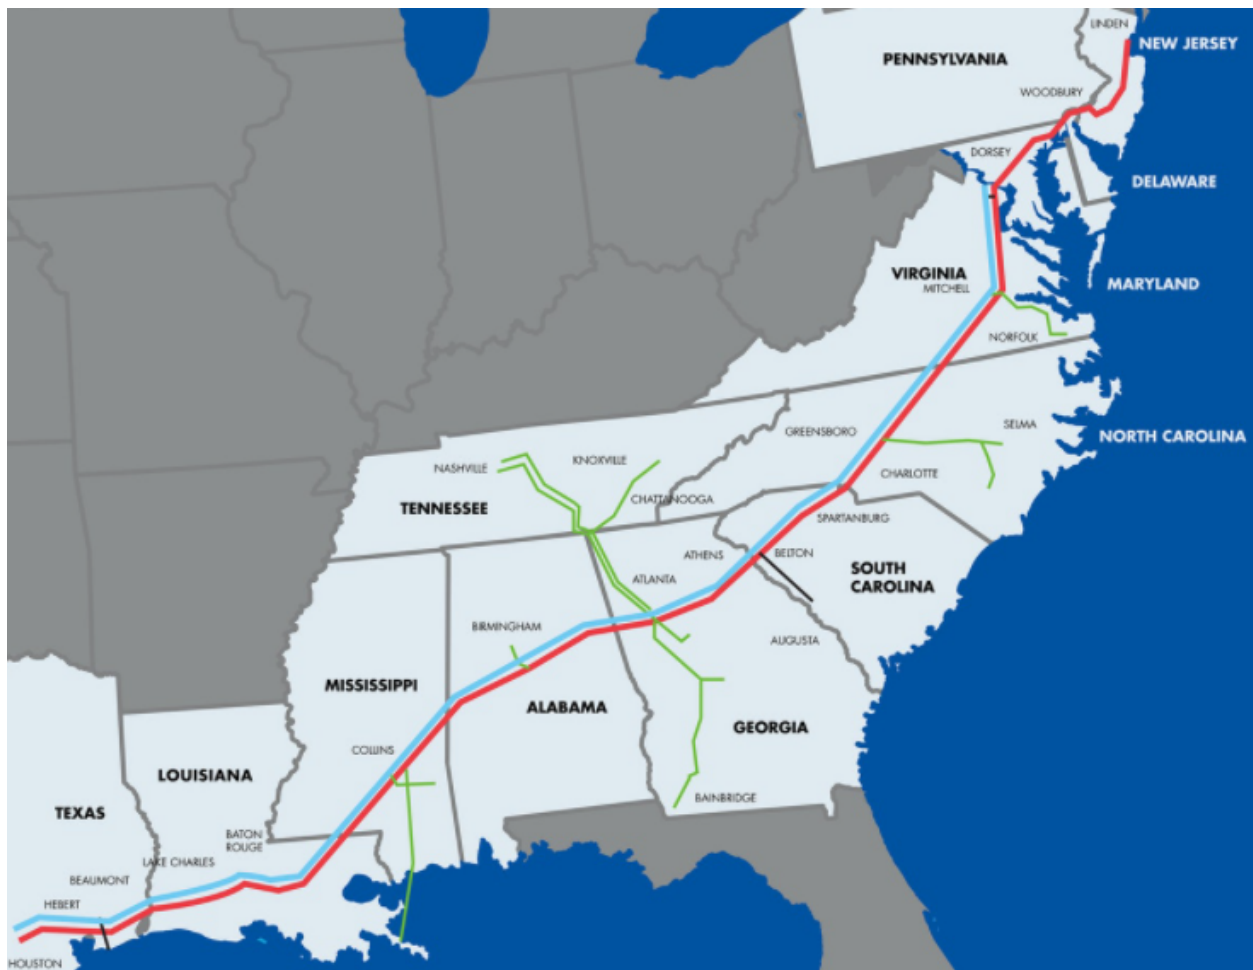 LINDEN
NEW JERSEY
PENNSYLVANIA
WOODBURY
DORSEY
DELAWARE
VIRGINIA
MITCHELL
MARYLAND
NORFOLK
GREENSBORO
SELMA
NORTH CAROLINA
NASHVILLE
KNOXVILLE
CHARLOTTE
TENNESSEE
CHATTANOOGA
SPARTANBURG
ATHENS
BELTON
SOUTH
CAROLINA
ATLANTA
BIRMINGHAM
AUGUSTA
MISSISSIPPI
ALABAMA
GEORGIA
COLLINS
LOUISIANA
BAINBRIDGE
TEXAS
BATON
ROUGE
LAKE CHARLES
BEAUMONT
HEBERT
HOUSTON